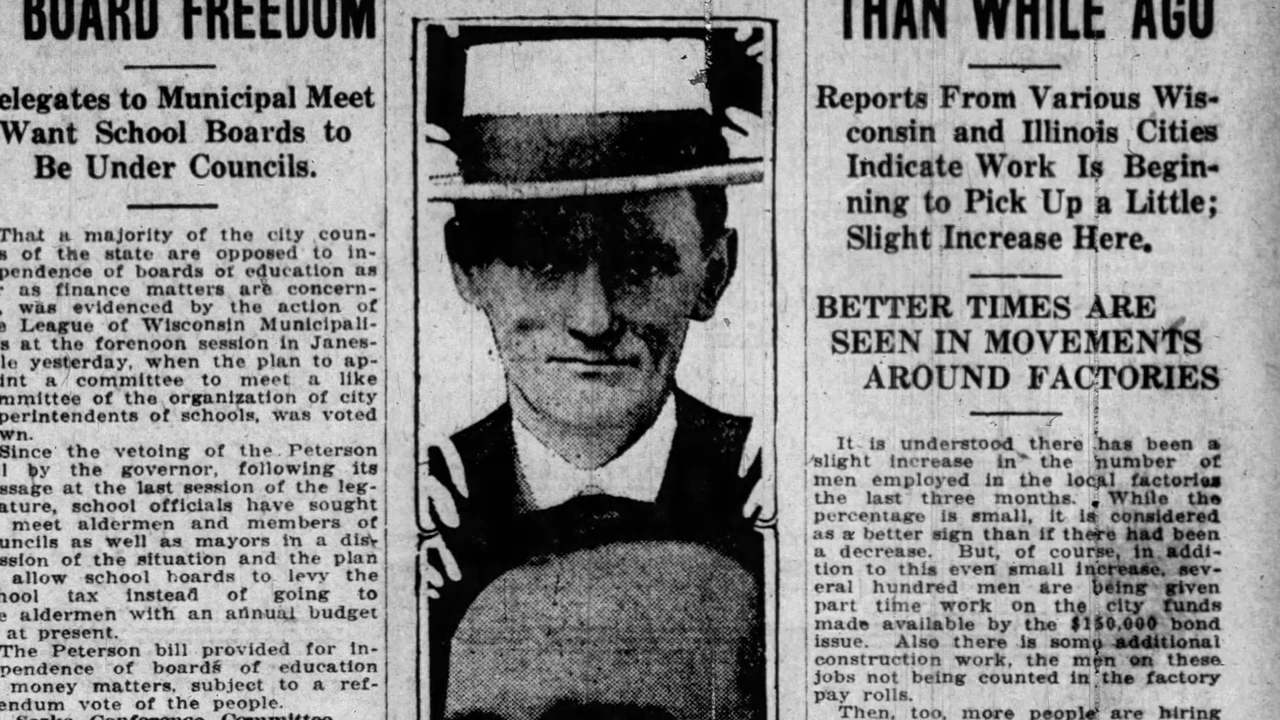 BOARD FREEDOM
elegates to Municipal Meet
Want School Boards to
Be Under Councils.
That a majority of the city coun-
s of the state are opposed to in-
pendence of boards of education as
r as finance matters are concern-
, was evidenced by the action of
e League of Wisconsin Municipali-
s at the forenoon session in Janes-
le yesterday, when the plan to ap-
int a committee to meet a like
mmittee of the organization of city
perintendents of schools, was voted
wn.
Since the vetoing of the Peterson
l by the governor, following its
ssage at the last session of the leg-
ature, school officials have sought
meet aldermen and members of
uncils as well as mayors in a dis-
ssion of the situation and the plan
allow school boards to levy the
hool tax instead of going to
e aldermen with an annual budget
at present.
The Peterson bill provided for in-
pendence of boards of education
money matters, subject to a ref-
endum vote of the people.
Seeks Conference Committee
THAN WHILE AGO
Reports From Various Wis-
consin and Illinois Cities
Indicate Work Is Begin-
ning to Pick Up a Little;
Slight Increase Here.
BETTER TIMES ARE
SEEN IN MOVEMENTS
AROUND FACTORIES
It is understood there has been a
slight increase in the number of
men employed in the local factories
the last three months. While the
percentage is small, it is considered
as a better sign than if there had been
a decrease. But, of course, in addi-
tion to this even small increase, sev-
eral hundred men are being given
part time work on the city funds
made available by the $150,000 bond
issue. Also there is some additional
construction work, the men on these
jobs not being counted in the factory
pay rolls.
Then, too, more people are hiring